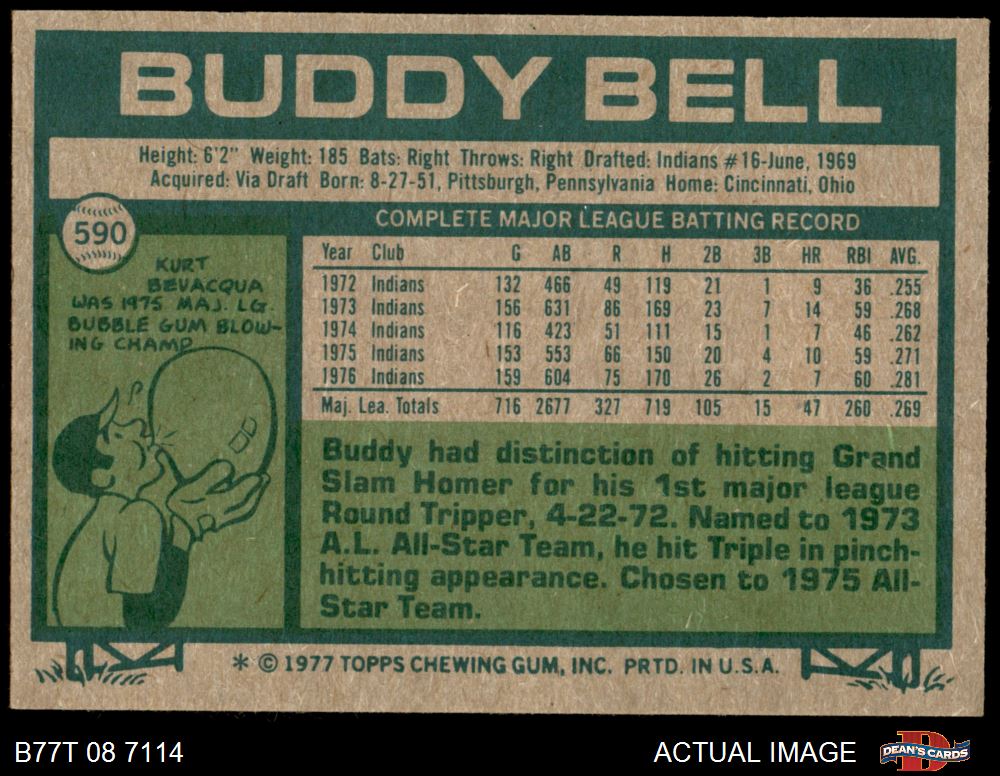 BUDDY BELL
Height: 6'2" Weight: 185 Bats: Right Throws: Right Drafted: Indians #16-June, 1969
Acquired: Via Draft Born: 8-27-51, Pittsburgh, Pennsylvania Home: Cincinnati, Ohio
590
KURT
BEVACQUA
WAS 1975 MAJ. LG.
BUBBLE GUM BLOW-
ING CHAMP
COMPLETE MAJOR LEAGUE BATTING RECORD
Year Club G AB R H 2B 3B HR RBI AVG.
1972 Indians 132 466 49 119 21 1 9 36 .255
1973 Indians 156 631 86 169 23 7 14 59 .268
1974 Indians 116 423 51 111 15 1 7 46 .262
1975 Indians 153 553 66 150 20 4 10 59 .271
1976 Indians 159 604 75 170 26 2 7 60 .281
Maj. Lea. Totals 716 2677 327 719 105 15 47 260 .269
Buddy had distinction of hitting Grand
Slam Homer for his 1st major league
Round Tripper, 4-22-72. Named to 1973
A.L. All-Star Team, he hit Triple in pinch-
hitting appearance. Chosen to 1975 All-
Star Team.
* © 1977 TOPPS CHEWING GUM, INC. PRTD. IN U.S.A.
B77T 08 7114
ACTUAL IMAGE
D
DEAN'S CARDS